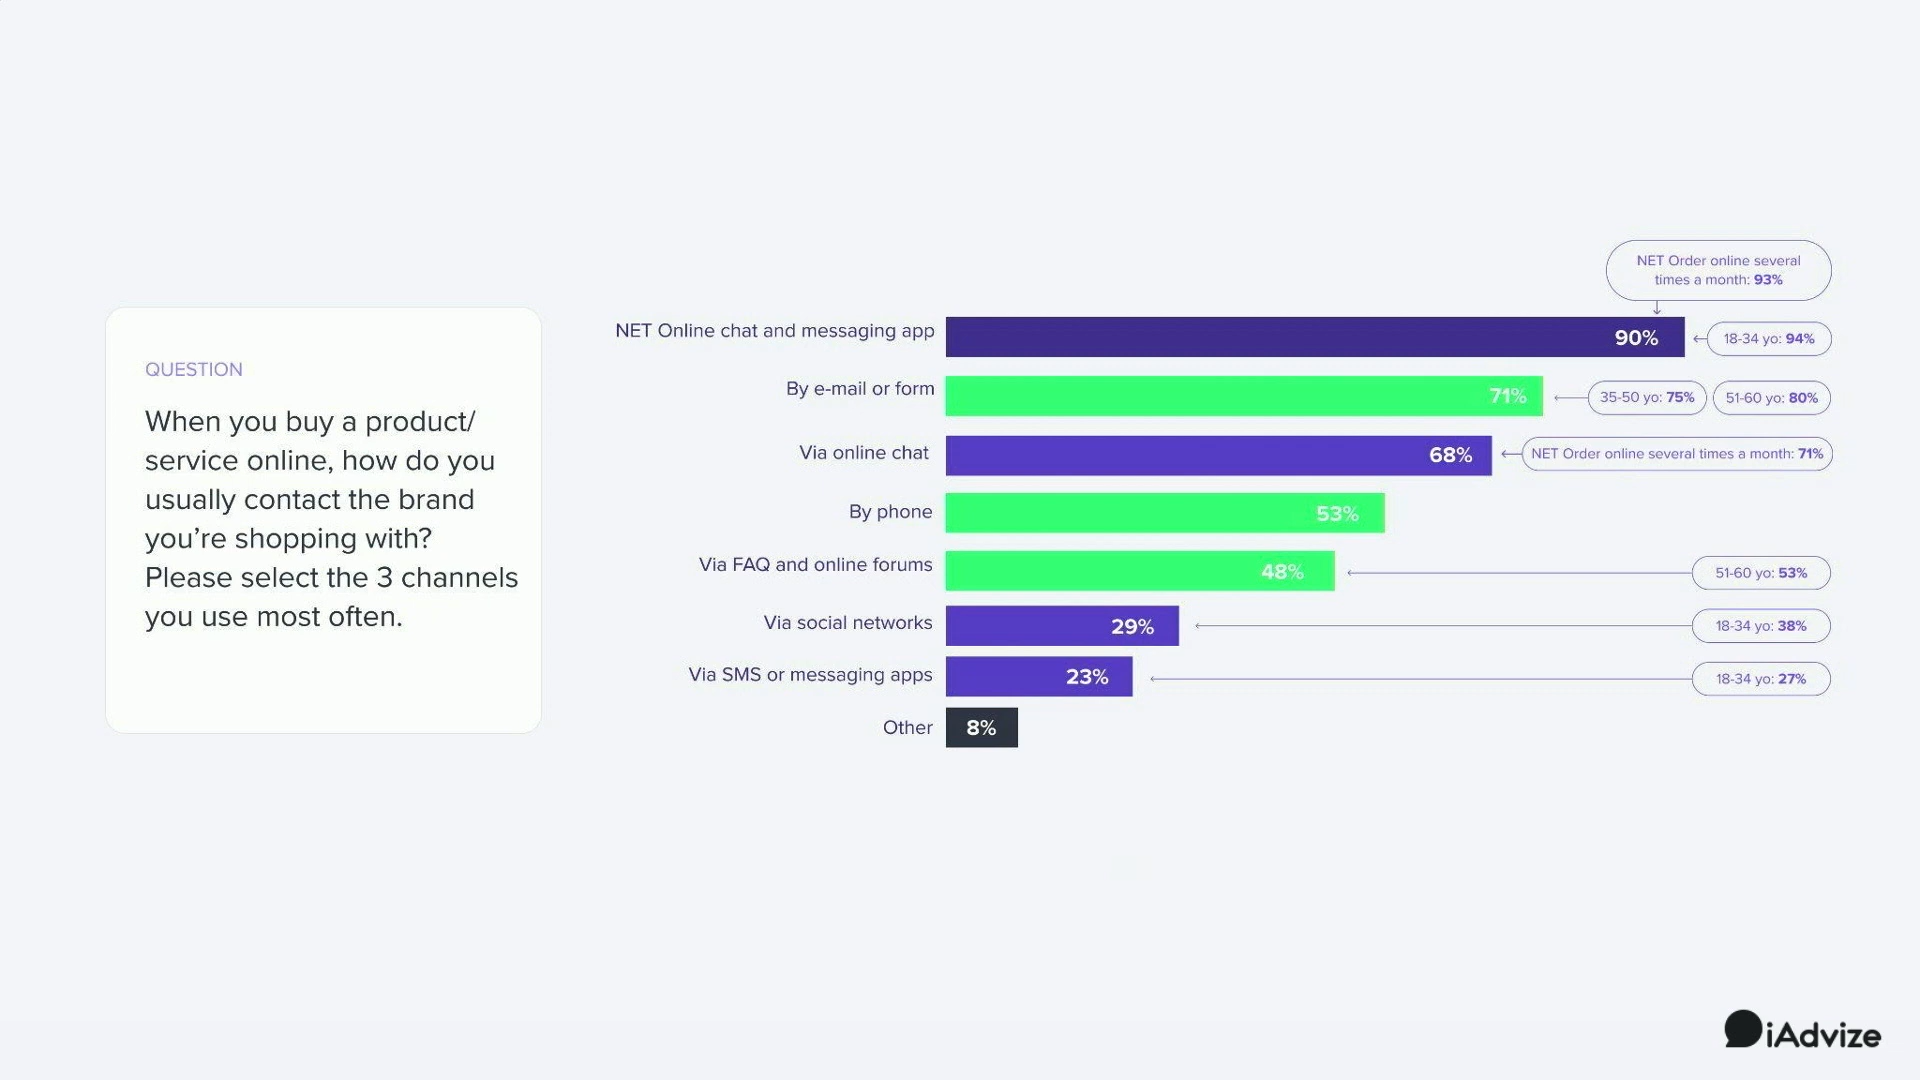 QUESTION
When you buy a product/
service online, how do you
usually contact the brand
you’re shopping with?
Please select the 3 channels
you use most often.
NET Order online several
times a month: 93%
NET Online chat and messaging app
90%
18-34 yo: 94%
By e-mail or form
71%
35-50 yo: 75%
51-60 yo: 80%
Via online chat
68%
NET Order online several times a month: 71%
By phone
53%
Via FAQ and online forums
48%
51-60 yo: 53%
Via social networks
29%
18-34 yo: 38%
Via SMS or messaging apps
23%
18-34 yo: 27%
Other
8%
iAdvize